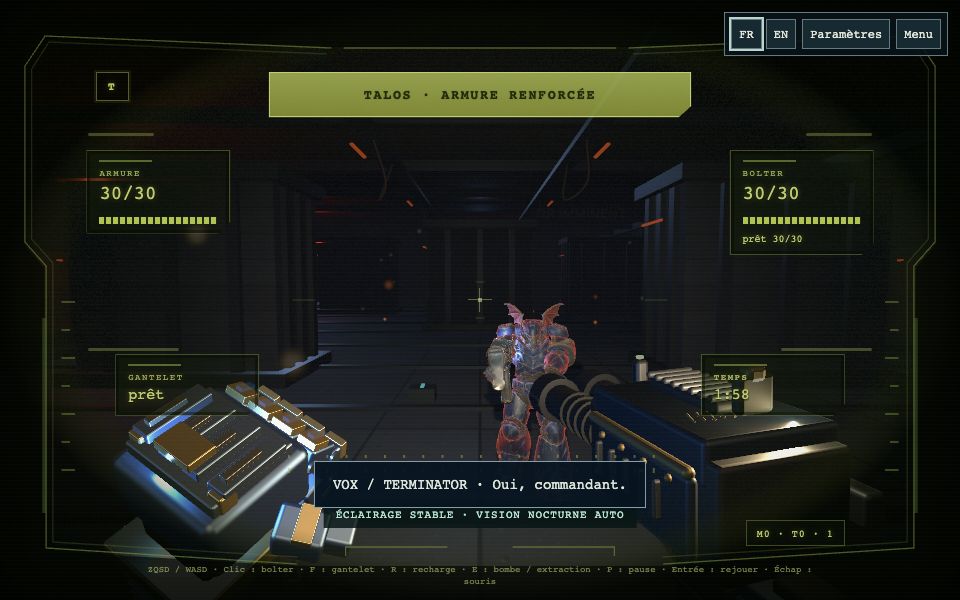 FR EN Paramètres Menu
T
TALOS · ARMURE RENFORCÉE
ARMURE
30/30
BOLTER
30/30
prêt 30/30
GANTELET
prêt
TEMPS
1:58
VOX / TERMINATOR · Oui, commandant.
ÉCLAIRAGE STABLE · VISION NOCTURNE AUTO
M0 · T0 · 1
ZQSD / WASD · Clic : bolter · F : gantelet · R : recharge · E : bombe / extraction · P : pause · Entrée : rejouer · Échap :
souris